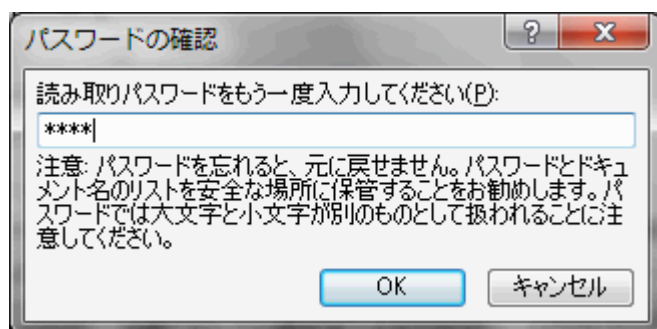 パスワードの確認
読み取りパスワードをもう一度入力してください(P):
****
注意: パスワードを忘れると、元に戻せません。パスワードとドキュ
メント名のリストを安全な場所に保管することをお勧めします。パ
スワードでは大文字と小文字が別のものとして扱われることに注
意してください。
OK キャンセル